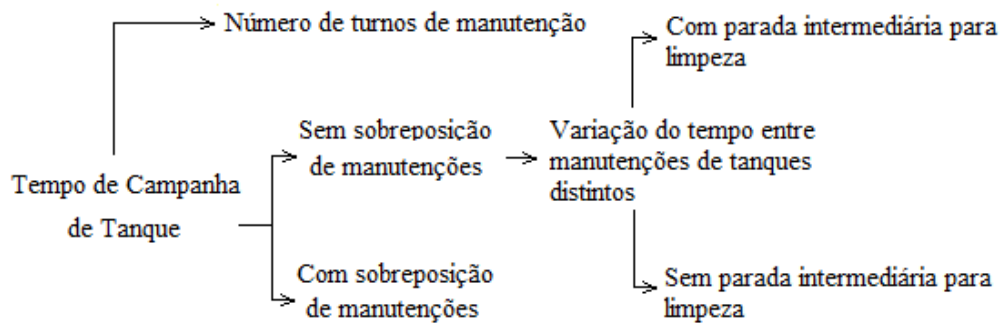 Número de turnos de manutenção
Com parada intermediária para
limpeza
Sem sobreposição
de manutenções
Variação do tempo entre
manutenções de tanques
distintos
Tempo de Campanha
de Tanque
Com sobreposição
de manutenções
Sem parada intermediária para
limpeza